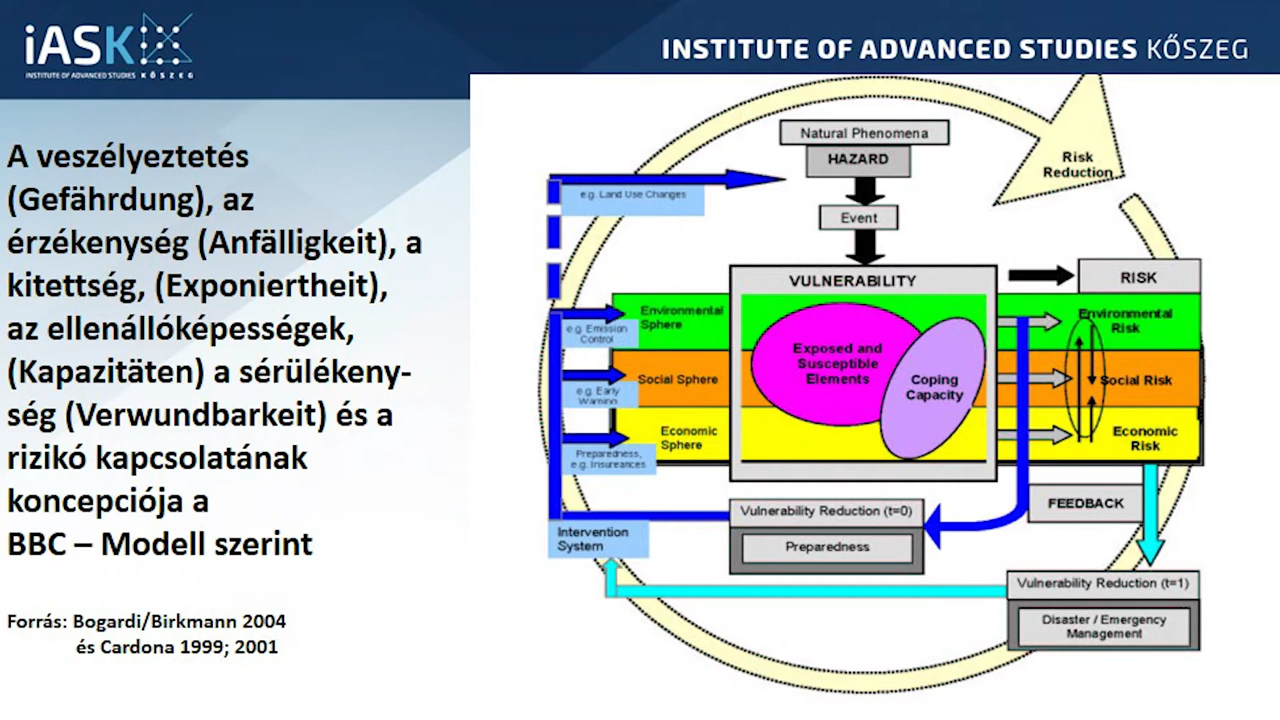 iASK
INSTITUTE OF ADVANCED STUDIES KŐSZEG
INSTITUTE OF ADVANCED STUDIES KŐSZEG
A veszélyeztetés
(Gefährdung), az
érzékenység (Anfälligkeit), a
kitettség, (Exponiertheit),
az ellenállóképességek,
(Kapazitäten) a sérülékeny-
ség (Verwundbarkeit) és a
rizikó kapcsolatának
koncepciója a
BBC – Modell szerint
Forrás: Bogardi/Birkmann 2004
és Cardona 1999; 2001
Natural Phenomena
HAZARD
Risk
Reduction
e.g. Land Use Changes
Event
VULNERABILITY
RISK
Environmental
Sphere
e.g. Emission
Control
Environmental
Risk
Exposed and
Susceptible
Elements
Coping
Capacity
Social Sphere
e.g. Early
Warning
Social Risk
Economic
Sphere
Preparedness,
e.g. Insureances
Economic
Risk
FEEDBACK
Vulnerability Reduction (t=0)
Preparedness
Intervention
System
Vulnerability Reduction (t=1)
Disaster / Emergency
Management